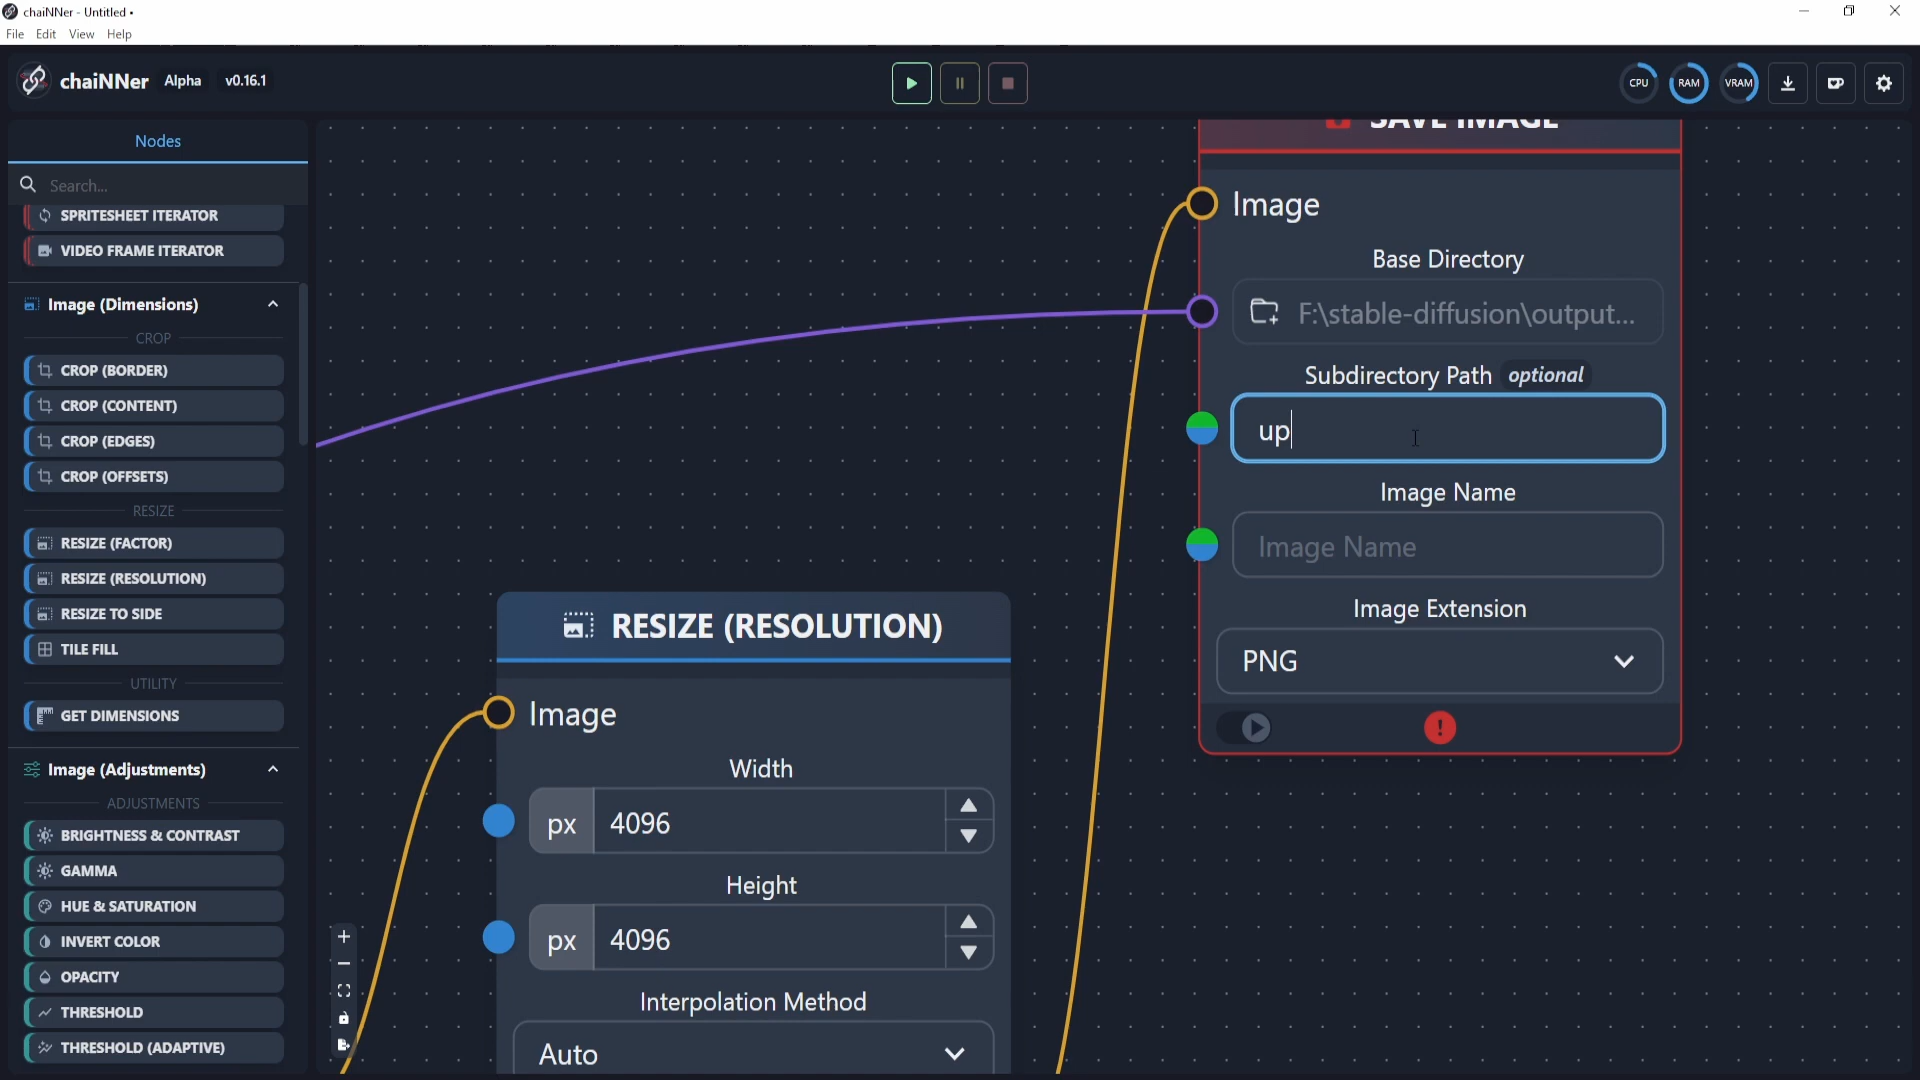 chaiNNer - Untitled •
File Edit View Help
chaiNNer Alpha v0.16.1
CPU RAM VRAM
Nodes
Search...
SPRITESHEET ITERATOR
VIDEO FRAME ITERATOR
Image (Dimensions)
CROP
CROP (BORDER)
CROP (CONTENT)
CROP (EDGES)
CROP (OFFSETS)
RESIZE
RESIZE (FACTOR)
RESIZE (RESOLUTION)
RESIZE TO SIDE
TILE FILL
UTILITY
GET DIMENSIONS
Image (Adjustments)
ADJUSTMENTS
BRIGHTNESS & CONTRAST
GAMMA
HUE & SATURATION
INVERT COLOR
OPACITY
THRESHOLD
THRESHOLD (ADAPTIVE)
RESIZE (RESOLUTION)
Image
Width
px 4096
Height
px 4096
Interpolation Method
Auto
SAVE IMAGE
Image
Base Directory
F:\stable-diffusion\output...
Subdirectory Path optional
up
Image Name
Image Name
Image Extension
PNG